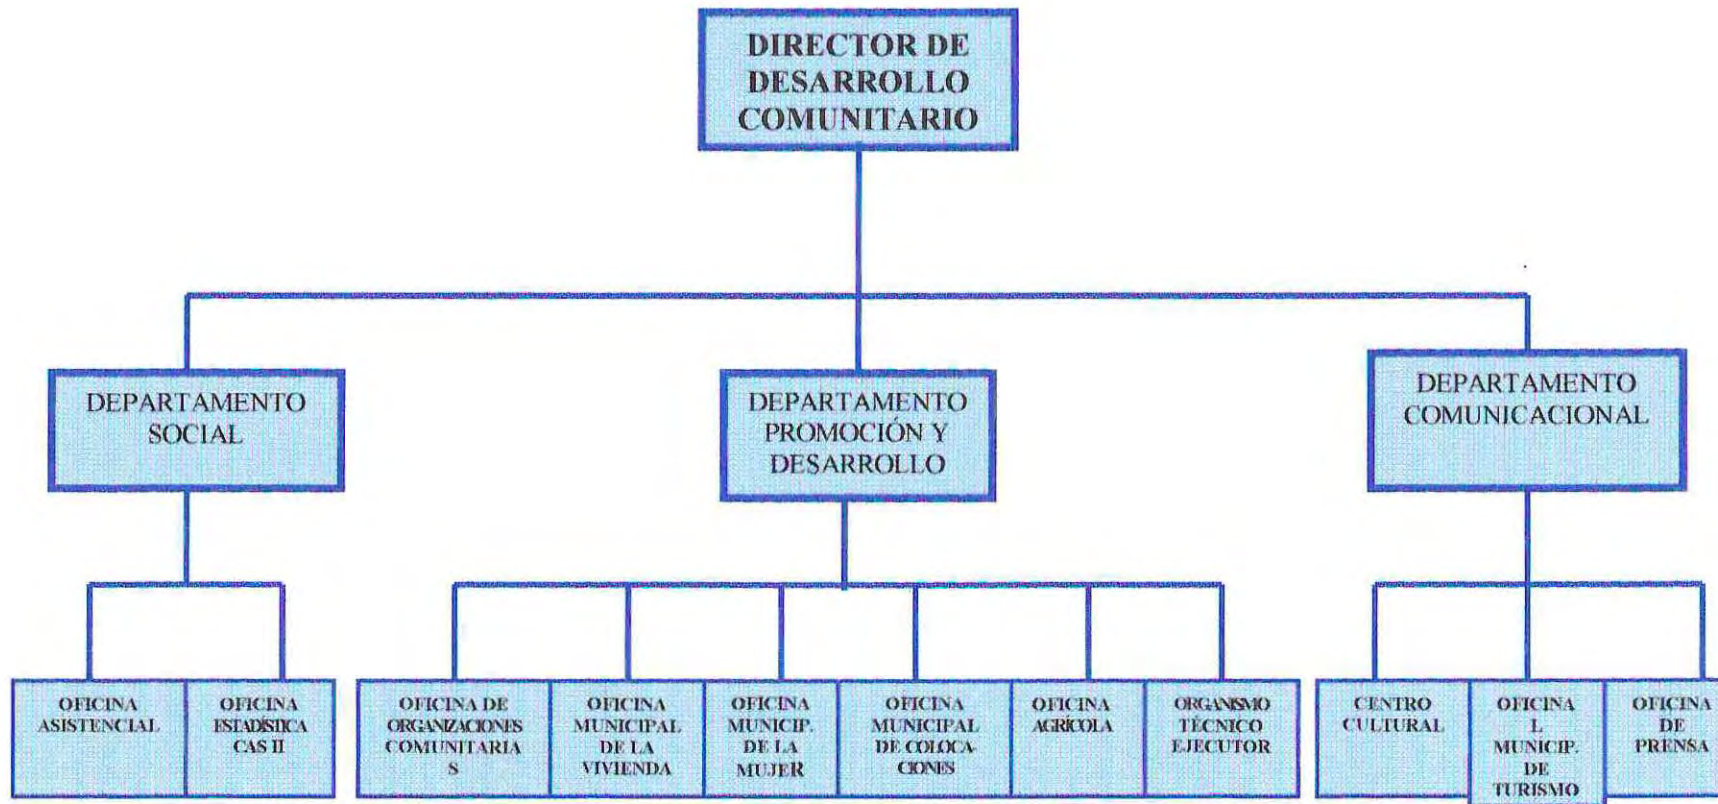 DIRECTOR DE
DESARROLLO
COMUNITARIO
DEPARTAMENTO
SOCIAL
DEPARTAMENTO
PROMOCIÓN Y
DESARROLLO
DEPARTAMENTO
COMUNICACIONAL
OFICINA
ASISTENCIAL
OFICINA
ESTADÍSTICA
CAS II
OFICINA DE
ORGANIZACIONES
COMUNITARIA
S
OFICINA
MUNICIPAL
DE LA
VIVIENDA
OFICINA
MUNICIP.
DE LA
MUJER
OFICINA
MUNICIPAL
DE COLOCA-
CIONES
OFICINA
AGRÍCOLA
ORGANISMO
TÉCNICO
EJECUTOR
CENTRO
CULTURAL
OFICINA
L
MUNICIP.
DE
TURISMO
OFICINA
DE
PRENSA